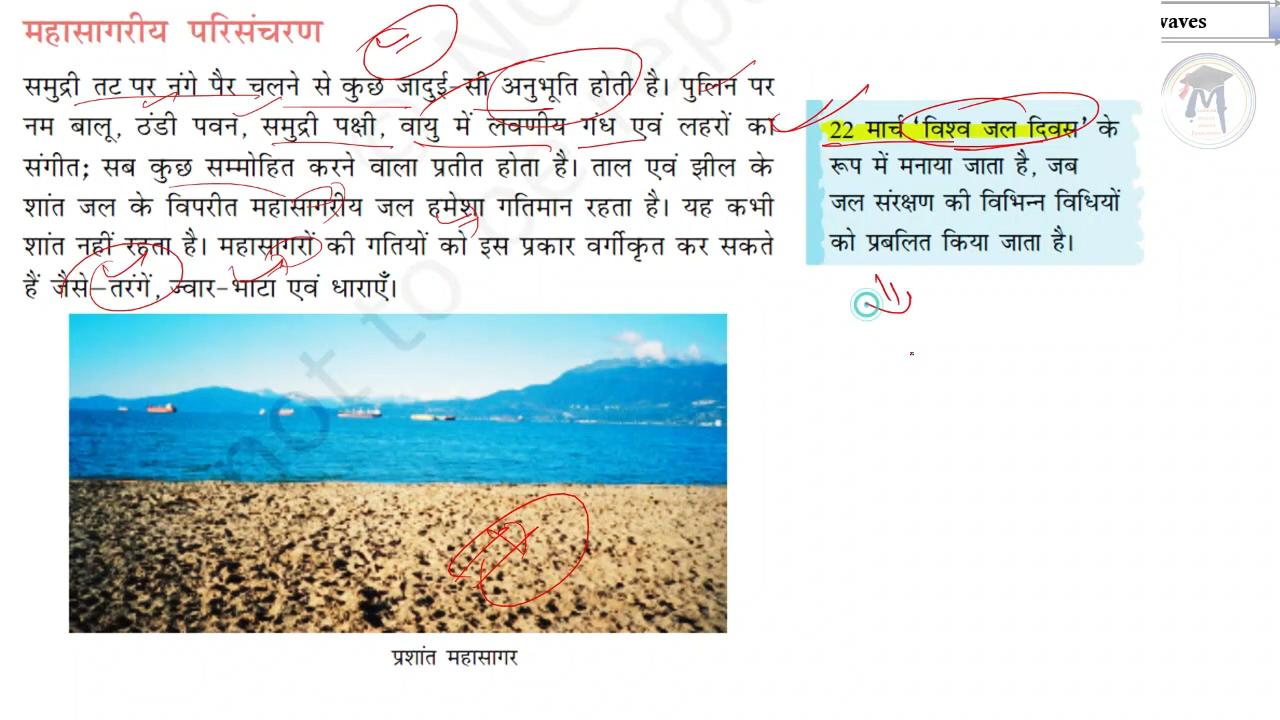 महासागरीय परिसंचरण
समुद्री तट पर नंगे पैर चलने से कुछ जादुई-सी अनुभूति होती है। पुलिन पर
नम बालू, ठंडी पवन, समुद्री पक्षी, वायु में लवणीय गंध एवं लहरों का
संगीत; सब कुछ सम्मोहित करने वाला प्रतीत होता है। ताल एवं झील के
शांत जल के विपरीत महासागरीय जल हमेशा गतिमान रहता है। यह कभी
शांत नहीं रहता है। महासागरों की गतियों को इस प्रकार वर्गीकृत कर सकते
हैं जैसे–तरंगें, ज्वार-भाटा एवं धाराएँ।
प्रशांत महासागर
waves
M
22 मार्च ‘विश्व जल दिवस’ के
रूप में मनाया जाता है, जब
जल संरक्षण की विभिन्न विधियों
को प्रबलित किया जाता है।